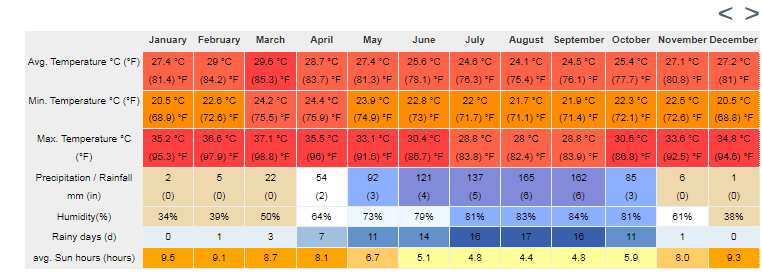 < >
January February March April May June July August September October November December
Avg. Temperature °C (°F) 27.4 °C 29 °C 29.6 °C 28.7 °C 27.4 °C 25.6 °C 24.6 °C 24.1 °C 24.5 °C 25.4 °C 27.1 °C 27.2 °C
(81.4) °F (84.2) °F (85.3) °F (83.7) °F (81.3) °F (78.1) °F (76.3) °F (75.4) °F (76.1) °F (77.7) °F (80.8) °F (81) °F
Min. Temperature °C (°F) 20.5 °C 22.6 °C 24.2 °C 24.4 °C 23.9 °C 22.8 °C 22 °C 21.7 °C 21.9 °C 22.3 °C 22.5 °C 20.5 °C
(68.9) °F (72.6) °F (75.5) °F (75.9) °F (74.9) °F (73) °F (71.7) °F (71.1) °F (71.4) °F (72.1) °F (72.6) °F (68.8) °F
Max. Temperature °C 35.2 °C 36.6 °C 37.1 °C 35.5 °C 33.1 °C 30.4 °C 28.8 °C 28 °C 28.8 °C 30.5 °C 33.6 °C 34.8 °C
(°F) (95.3) °F (97.9) °F (98.8) °F (96) °F (91.6) °F (86.7) °F (83.8) °F (82.4) °F (83.9) °F (86.8) °F (92.5) °F (94.6) °F
Precipitation / Rainfall 2 5 22 54 92 121 137 165 162 85 6 1
mm (in) (0) (0) (0) (2) (3) (4) (5) (6) (6) (3) (0) (0)
Humidity(%) 34% 39% 50% 64% 73% 79% 81% 83% 84% 81% 61% 38%
Rainy days (d) 0 1 3 7 11 14 16 17 16 11 1 0
avg. Sun hours (hours) 9.5 9.1 8.7 8.1 6.7 5.1 4.8 4.4 4.8 5.9 8.0 9.3